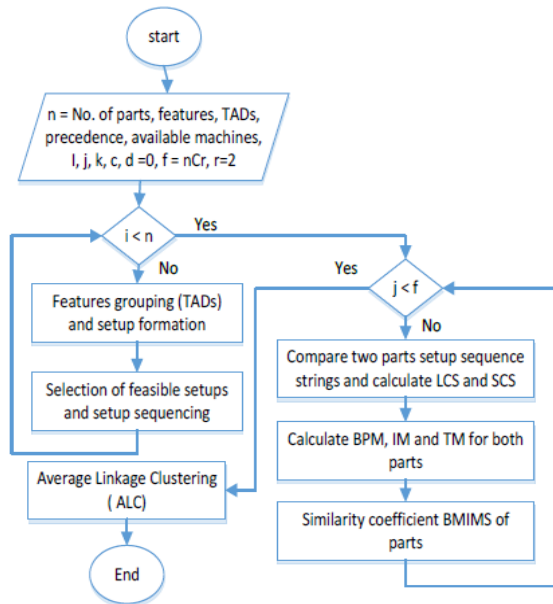 start
n = No. of parts, features, TADs,
precedence, available machines,
I, j, k, c, d =0, f = nCr, r=2
i < n
Yes
No
Features grouping (TADs)
and setup formation
Selection of feasible setups
and setup sequencing
j < f
Yes
No
Compare two parts setup sequence
strings and calculate LCS and SCS
Calculate BPM, IM and TM for both
parts
Similarity coefficient BMIMS of
parts
Average Linkage Clustering
( ALC)
End